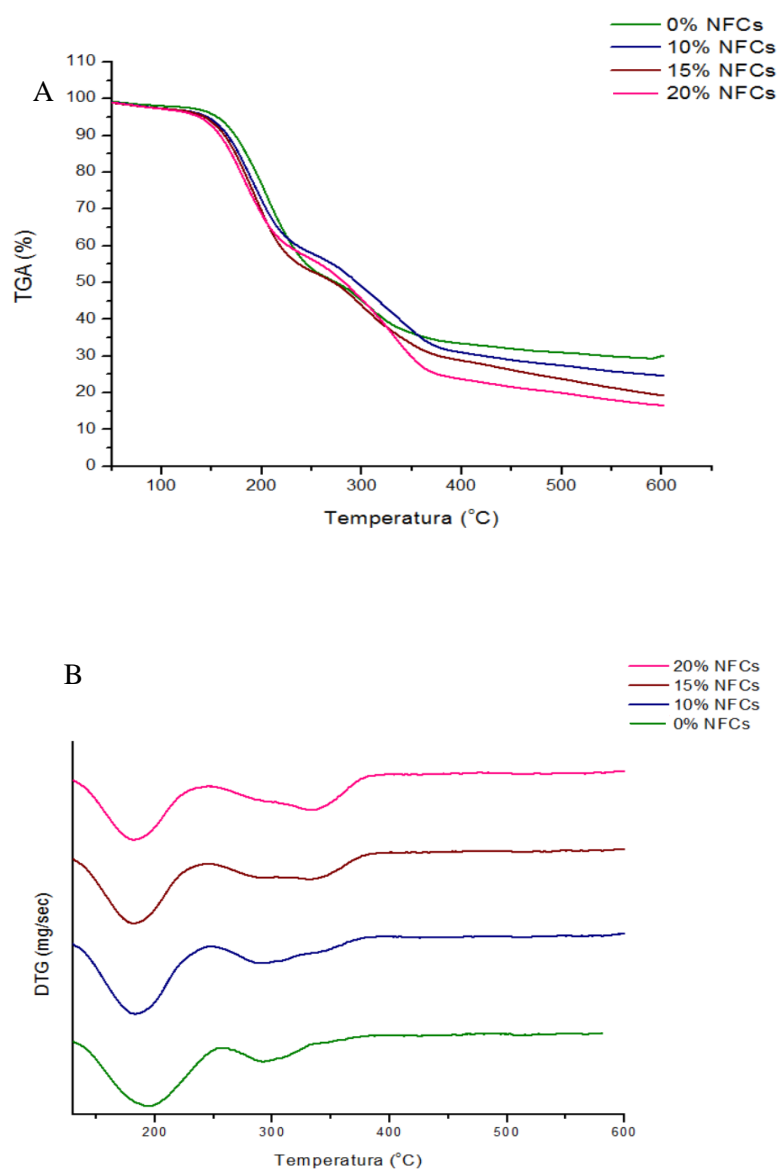 0% NFCs
10% NFCs
15% NFCs
20% NFCs
A
110
100
90
80
70
60
50
40
30
20
10
0
TGA (%)
100 200 300 400 500 600
Temperatura (°C)
B
20% NFCs
15% NFCs
10% NFCs
0% NFCs
DTG (mg/sec)
200 300 400 500 600
Temperatura (°C)